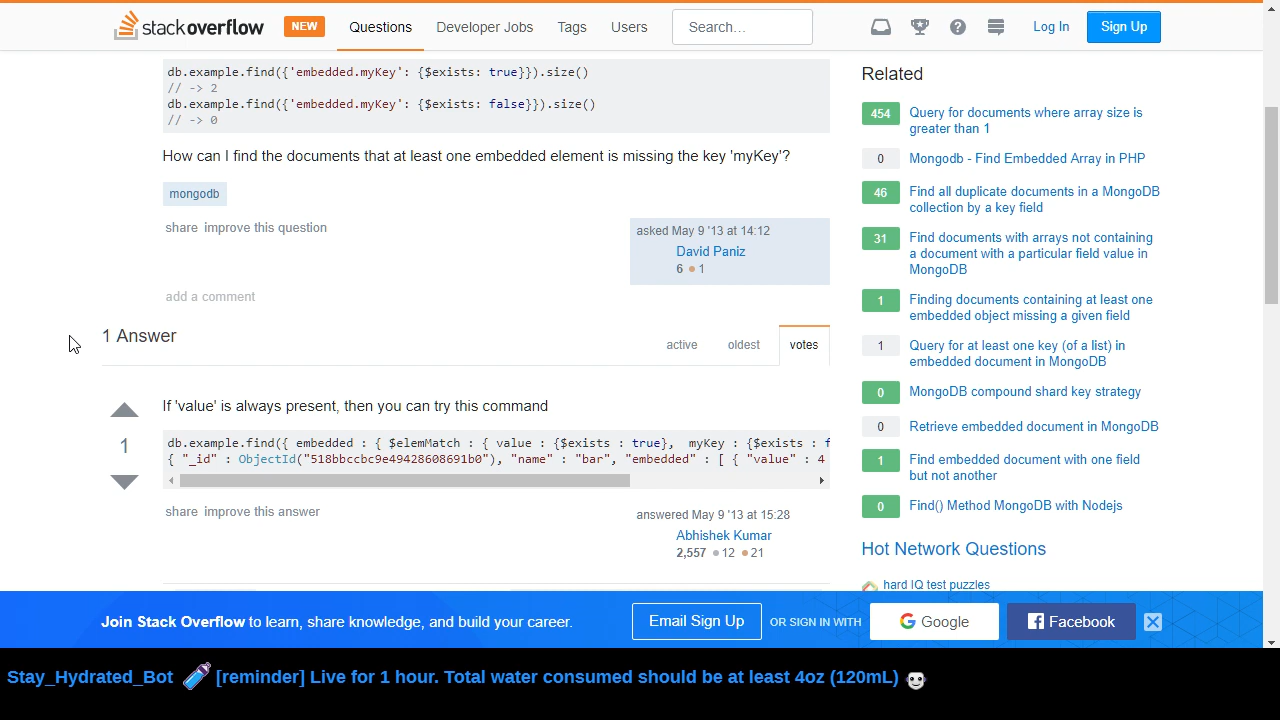 stackoverflow NEW Questions Developer Jobs Tags Users Search... Log In Sign Up
db.example.find({'embedded.myKey': {$exists: true}}).size()
// -> 2
db.example.find({'embedded.myKey': {$exists: false}}).size()
// -> 0
How can I find the documents that at least one embedded element is missing the key 'myKey'?
mongodb
share improve this question
asked May 9 '13 at 14:12
David Paniz
6 1
add a comment
1 Answer
active oldest votes
1
If 'value' is always present, then you can try this command
db.example.find({ embedded : { $elemMatch : { value : {$exists : true}, myKey : {$exists : f
{ "_id" : ObjectId("518bbccbc9e49428608691b0"), "name" : "bar", "embedded" : [ { "value" : 4
share improve this answer
answered May 9 '13 at 15:28
Abhishek Kumar
2,557 12 21
Related
454 Query for documents where array size is
greater than 1
0 Mongodb - Find Embedded Array in PHP
46 Find all duplicate documents in a MongoDB
collection by a key field
31 Find documents with arrays not containing
a document with a particular field value in
MongoDB
1 Finding documents containing at least one
embedded object missing a given field
1 Query for at least one key (of a list) in
embedded document in MongoDB
0 MongoDB compound shard key strategy
0 Retrieve embedded document in MongoDB
1 Find embedded document with one field
but not another
0 Find() Method MongoDB with Nodejs
Hot Network Questions
hard IQ test puzzles
Join Stack Overflow to learn, share knowledge, and build your career. Email Sign Up OR SIGN IN WITH Google Facebook
Stay_Hydrated_Bot [reminder] Live for 1 hour. Total water consumed should be at least 4oz (120mL)